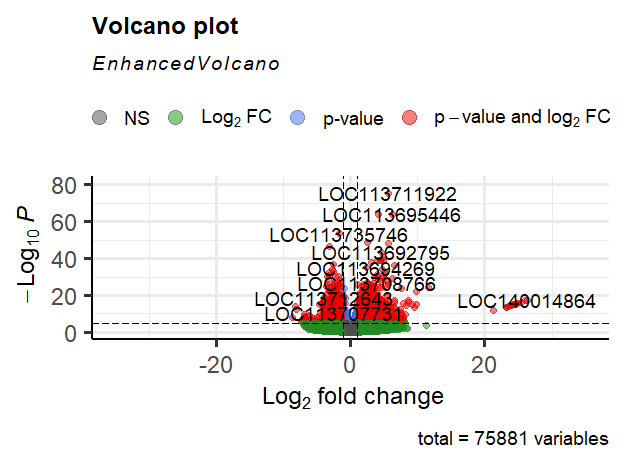 Volcano plot
EnhancedVolcano
NS Log₂ FC p-value p − value and log₂ FC
80
60
40
20
0
−Log₁₀ P
LOC113711922
LOC113695446
LOC113735746
LOC113692795
LOC113694269
LOC113708766
LOC113712643
LOC140014864
LOC113707731
-20 0 20
Log₂ fold change
total = 75881 variables